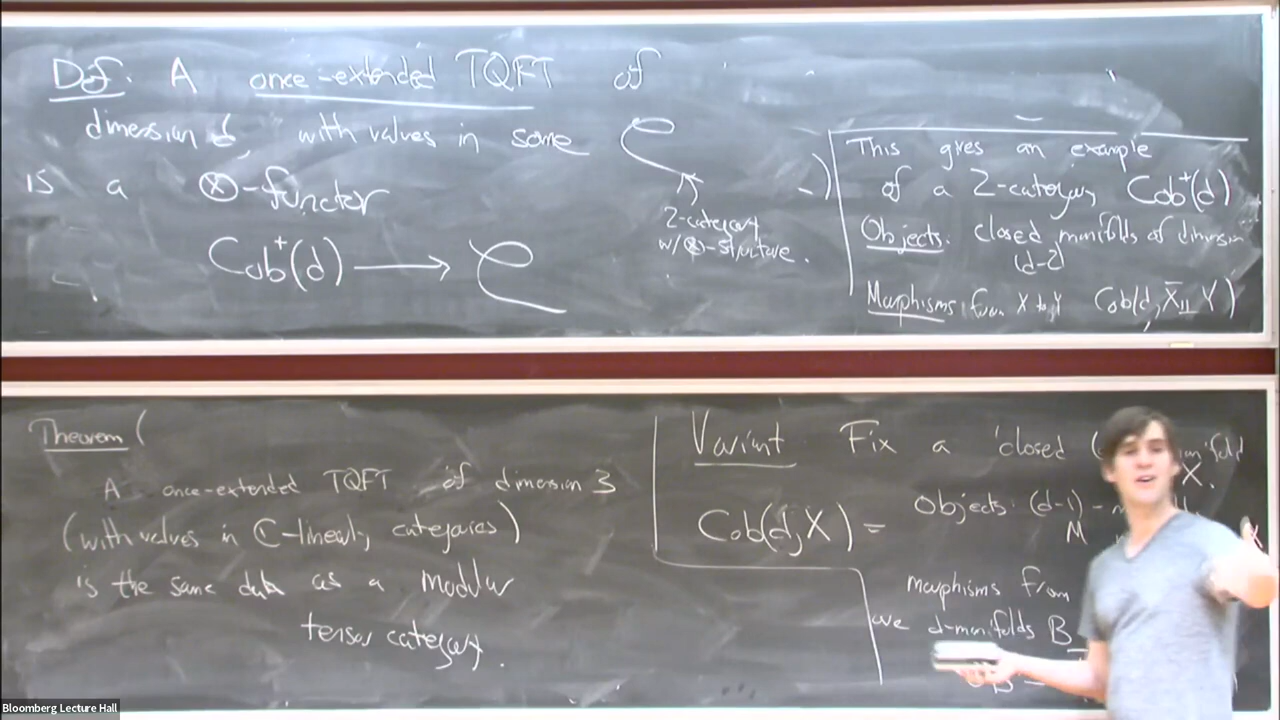 Def. A once-extended TQFT of
dimension d, with values in some 𝒞
is a ⊗-functor
Cob⁺(d) → 𝒞
2-category
w/⊗-structure.
This gives an example
of a 2-category Cob⁺(d)
Objects: closed manifolds of dimension
(d-2)
Morphisms: from X to Y Cob(d, X̄ ⨿ Y)
Theorem (
A once-extended TQFT of dimension 3
(with values in ℂ-linear categories)
is the same data as a modular
tensor category.
Variant Fix a closed
X.
Cob(d,X) =
Objects: (d-1)-
M
morphisms from
are d-manifolds B
Bloomberg Lecture Hall